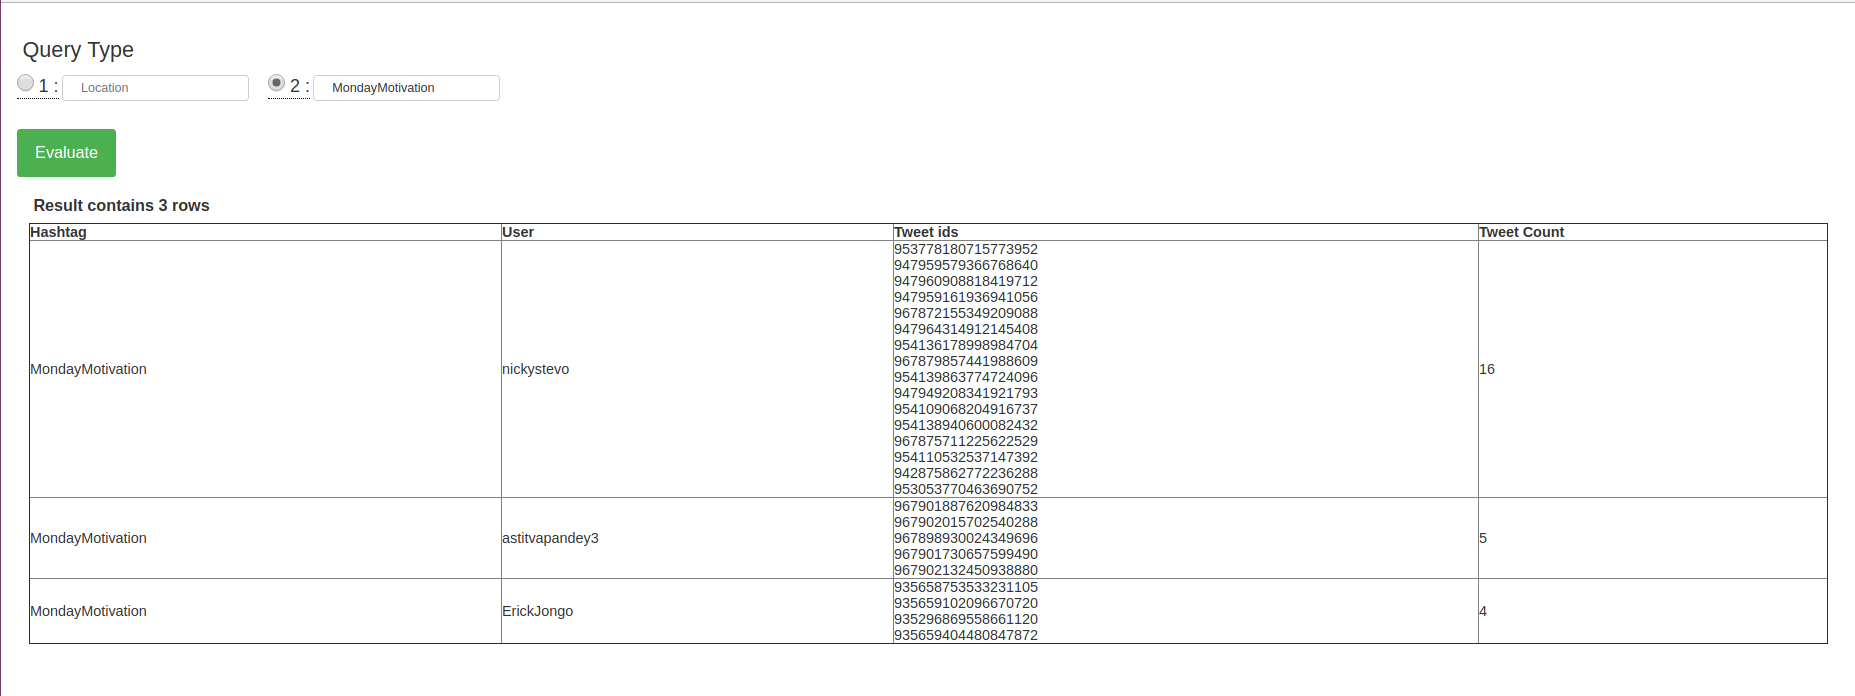 Query Type
1 : Location 2 : MondayMotivation
Evaluate
Result contains 3 rows
Hashtag User Tweet ids Tweet Count
953778180715773952
947959579366768640
947960908818419712
947959161936941056
967872155349209088
947964314912145408
954136178998984704
MondayMotivation nickystevo 967879857441988609 16
954139863774724096
947949208341921793
954109068204916737
954138940600082432
967875711225622529
954110532537147392
942875862772236288
953053770463690752
967901887620984833
967902015702540288
MondayMotivation astitvapandey3 967898930024349696 5
967901730657599490
967902132450938880
935658753533231105
935659102096670720
MondayMotivation ErickJongo 4
935296869558661120
935659404480847872